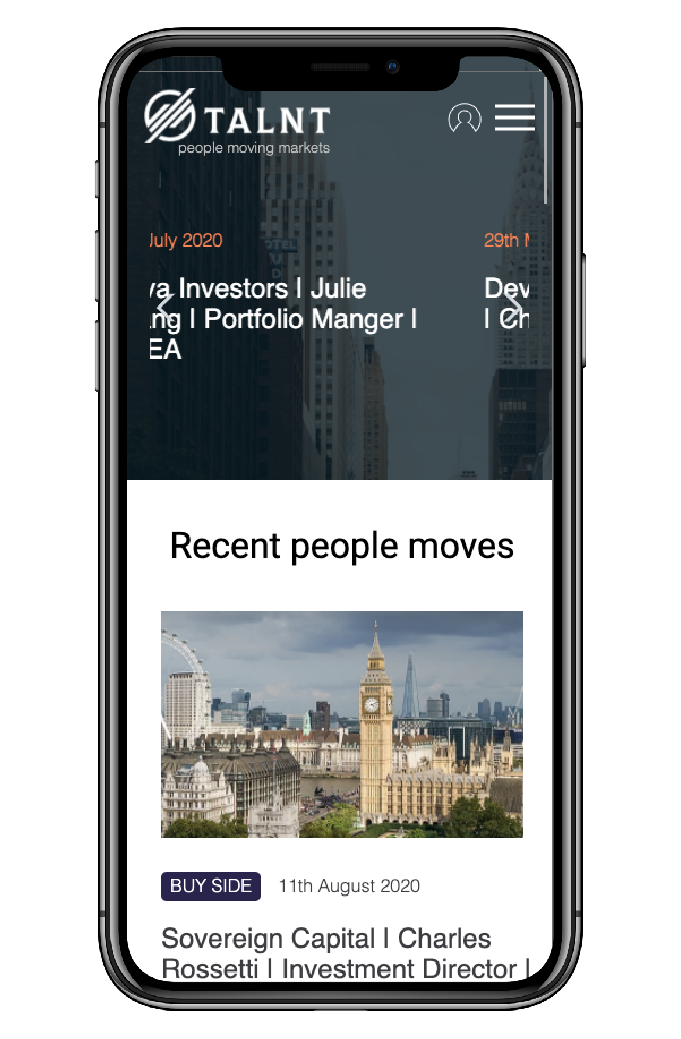 TALNT
people moving markets
July 2020
29th
va Investors | Julie
Dev
ng | Portfolio Manger |
| Ch
EA
HOTEL
Recent people moves
BUY SIDE
11th August 2020
Sovereign Capital | Charles
Rossetti | Investment Director |